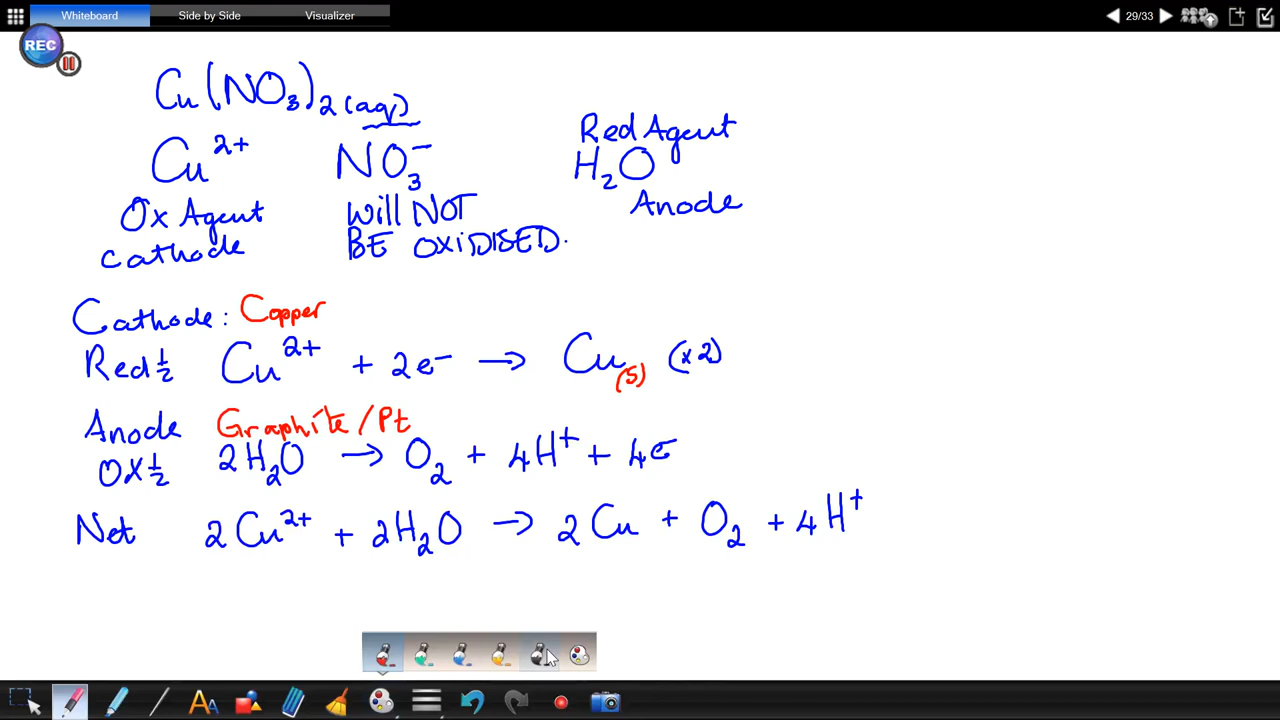 Whiteboard Side by Side Visualizer 29/33
REC
Cu(NO₃)₂(aq)
Cu²⁺ NO₃⁻ Red Agent
H₂O
Ox Agent Will NOT Anode
cathode BE OXIDISED.
Cathode: Copper
Red ½ Cu²⁺ + 2e⁻ → Cu(s) (×2)
Anode Graphite/Pt
OX ½ 2H₂O → O₂ + 4H⁺ + 4e⁻
Net 2Cu²⁺ + 2H₂O → 2Cu + O₂ + 4H⁺